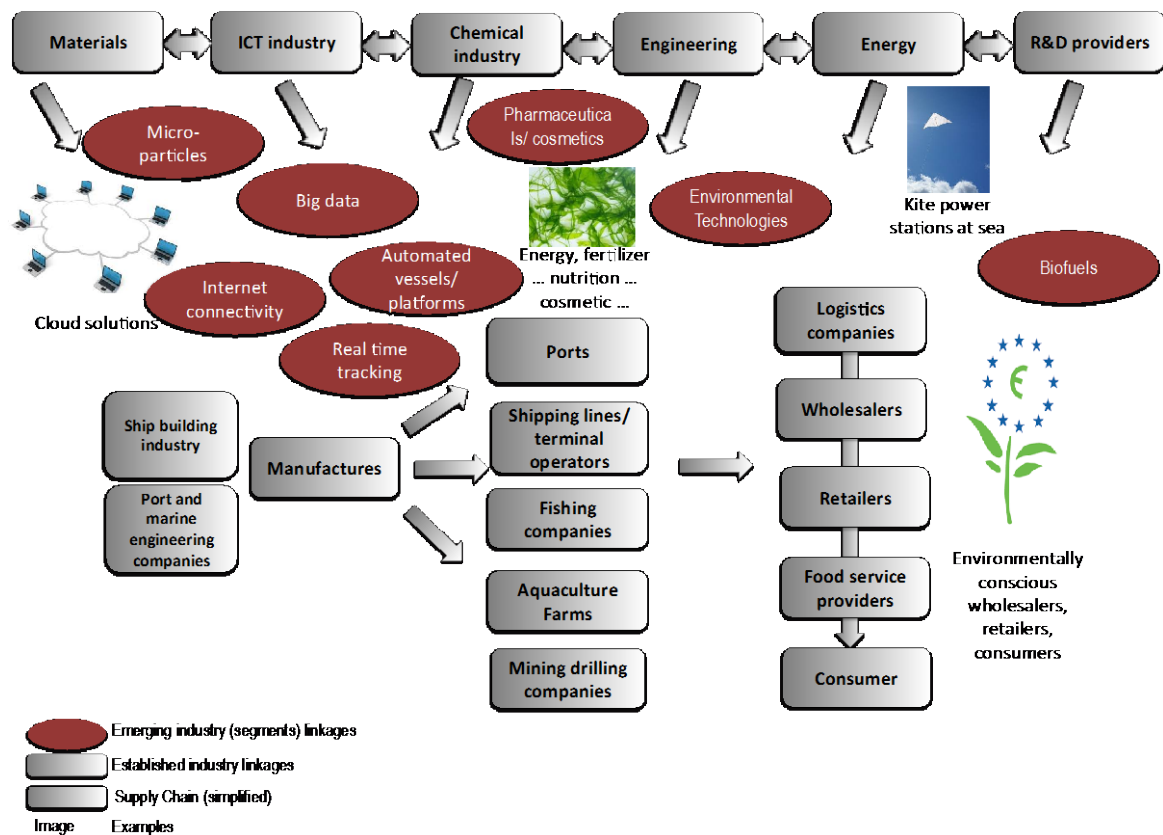 Materials
ICT industry
Chemical
industry
Engineering
Energy
R&D providers
Micro-
particles
Pharmaceutica
ls/ cosmetics
Big data
Environmental
Technologies
Kite power
stations at sea
Energy, fertilizer
... nutrition ...
cosmetic ...
Automated
vessels/
platforms
Biofuels
Internet
connectivity
Cloud solutions
Real time
tracking
Ports
Logistics
companies
Ship building
industry
Shipping lines/
terminal
operators
Wholesalers
Manufactures
Port and
marine
engineering
companies
Fishing
companies
Retailers
Aquaculture
Farms
Food service
providers
Environmentally
conscious
wholesalers,
retailers,
consumers
Mining drilling
companies
Consumer
Emerging industry (segments) linkages
Established industry linkages
Supply Chain (simplified)
Image Examples